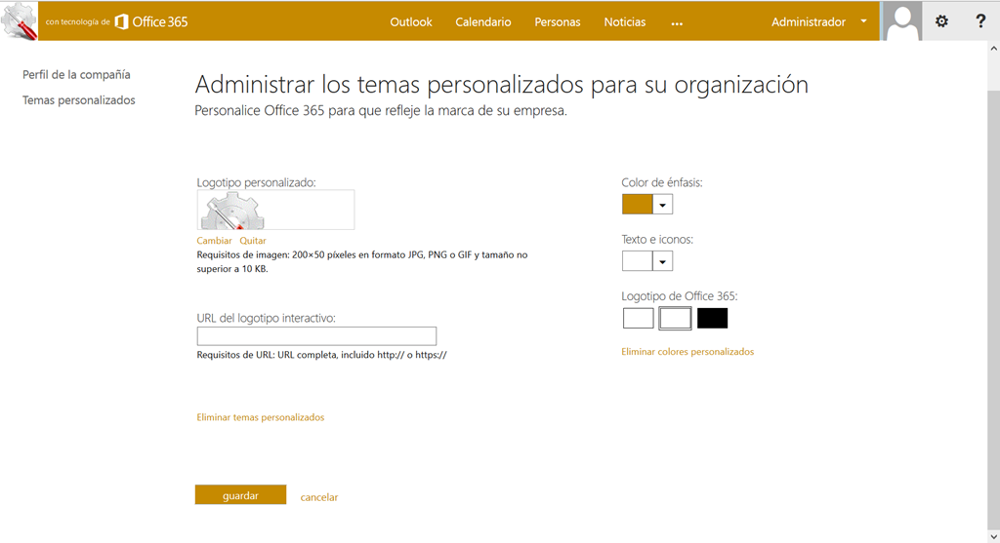 con tecnología de Office 365
Outlook Calendario Personas Noticias ... Administrador ?
Perfil de la compañía
Temas personalizados
Administrar los temas personalizados para su organización
Personalice Office 365 para que refleje la marca de su empresa.
Logotipo personalizado:
Cambiar Quitar
Requisitos de imagen: 200×50 píxeles en formato JPG, PNG o GIF y tamaño no
superior a 10 KB.
URL del logotipo interactivo:
Requisitos de URL: URL completa, incluido http:// o https://
Eliminar temas personalizados
guardar cancelar
Color de énfasis:
Texto e iconos:
Logotipo de Office 365:
Eliminar colores personalizados